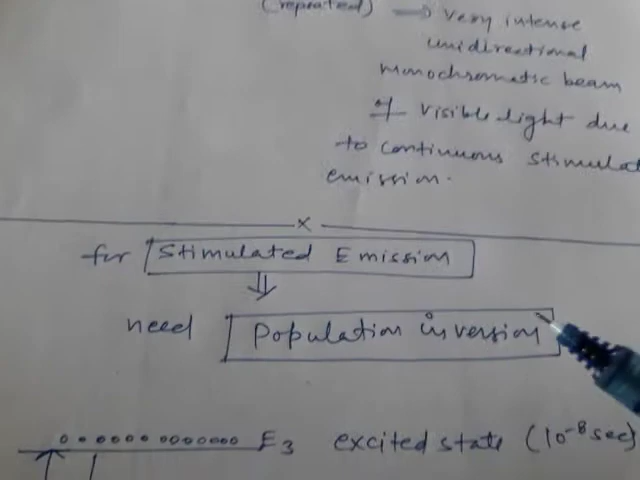 (repeated) → very intense
unidirectional
monochromatic beam
of visible light due
to continuous stimulat
emission.
x
for Stimulated Emission
⇓
need Population inversion
E3 excited state (10⁻⁸ sec)